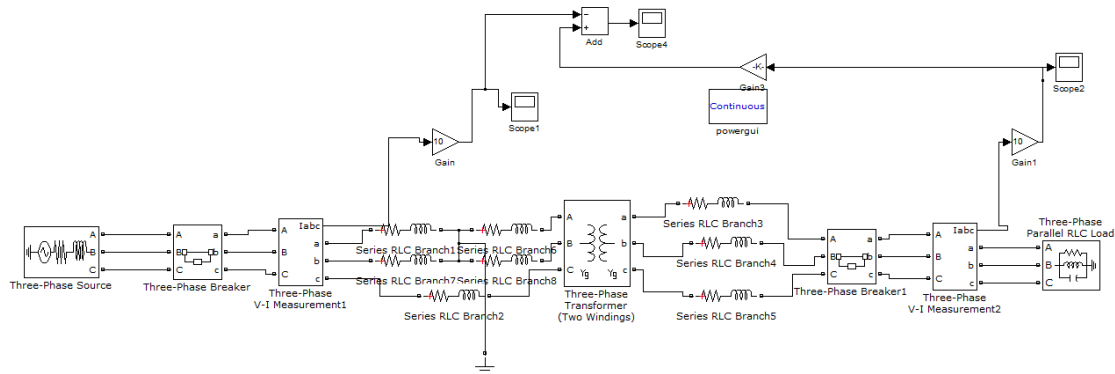 Add
Scope4
-K-
Gain3
Scope2
Continuous
powergui
Scope1
10
Gain
10
Gain1
A
B
C
Three-Phase Source
A
B
C
a
b
c
Three-Phase Breaker
Iabc
A
a
B
b
C
c
Three-Phase
V-I Measurement1
Series RLC Branch1
Series RLC Branch6
Series RLC Branch7
Series RLC Branch8
Series RLC Branch2
A
B
C
a
b
c
Yg
Yg
Three-Phase
Transformer
(Two Windings)
Series RLC Branch3
Series RLC Branch4
Series RLC Branch5
A
B
C
a
b
c
Three-Phase Breaker1
Iabc
A
a
B
b
C
c
Three-Phase
V-I Measurement2
Three-Phase
Parallel RLC Load
A
B
C